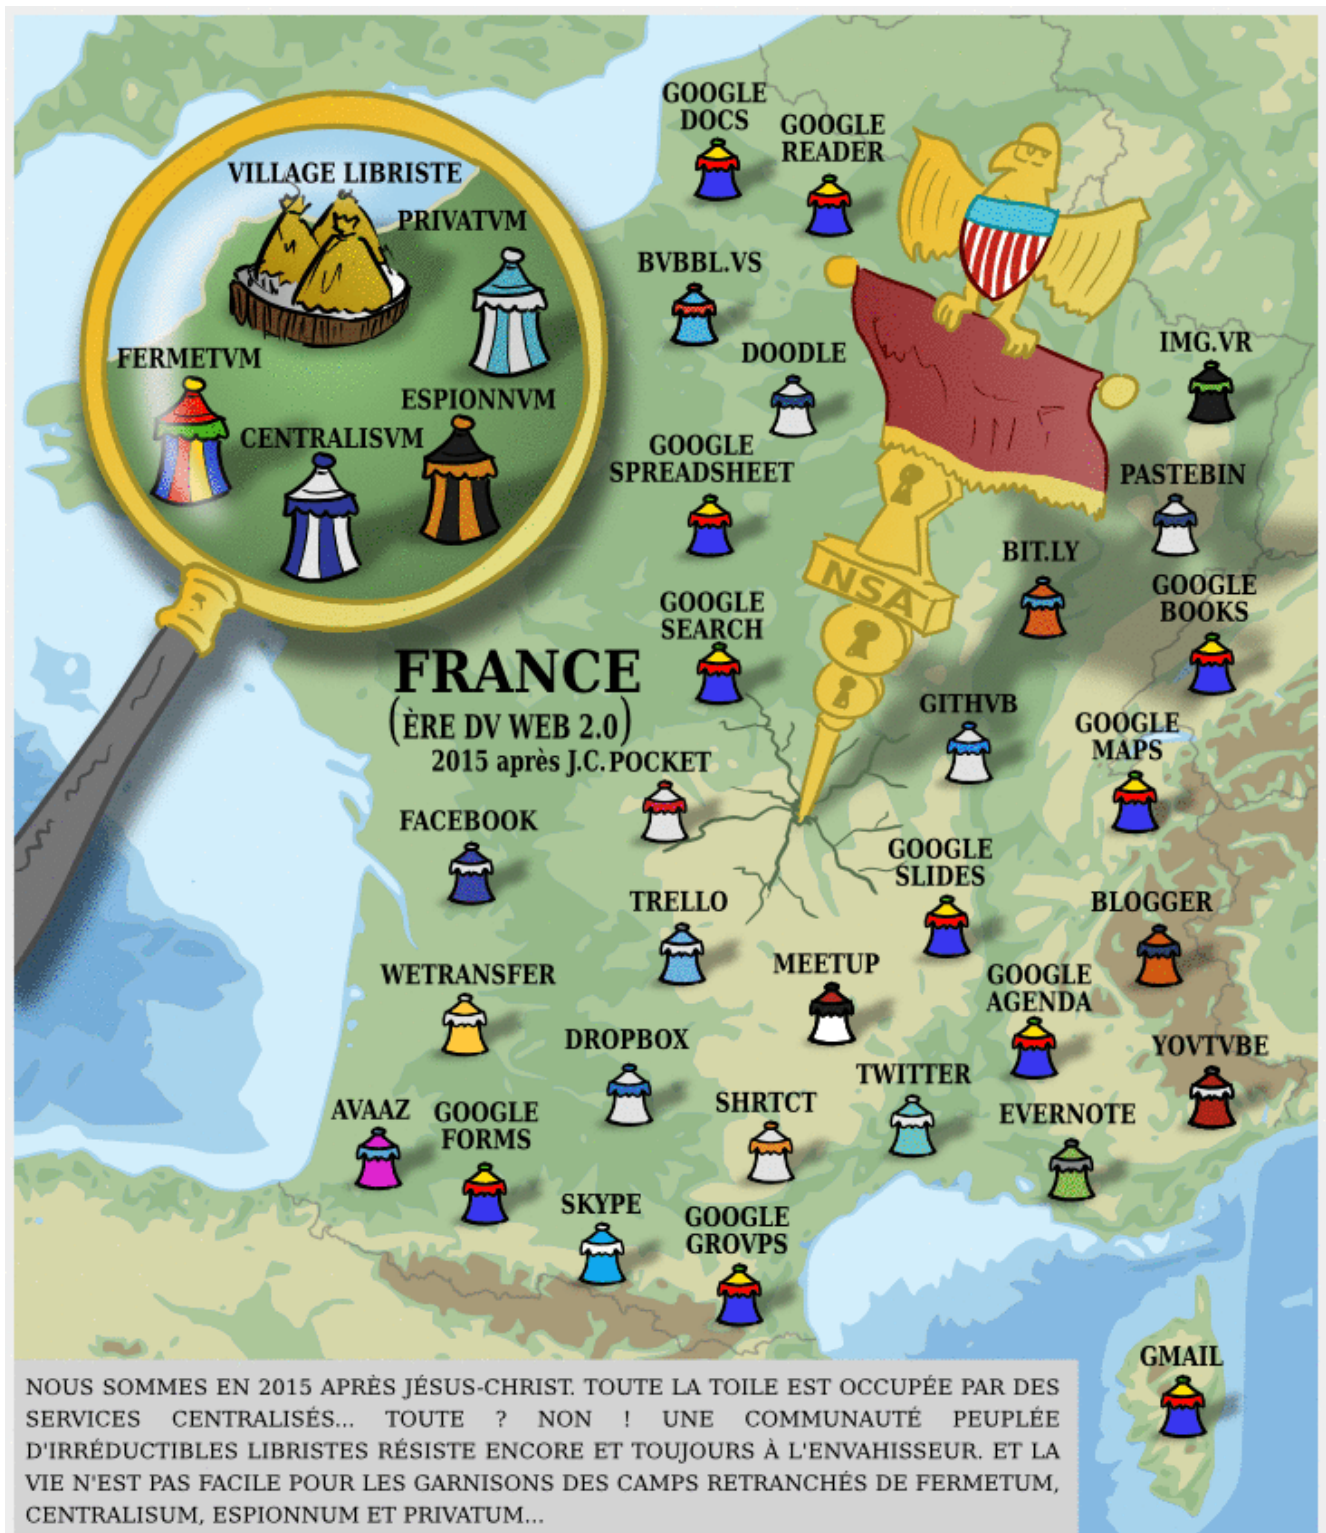 GOOGLE
DOCS
GOOGLE
READER
VILLAGE LIBRISTE
PRIVATVM
BVBBL.VS
DOODLE
IMG.VR
FERMETVM
ESPIONNVM
CENTRALISVM
GOOGLE
SPREADSHEET
PASTEBIN
BIT.LY
NSA
GOOGLE
BOOKS
GOOGLE
SEARCH
FRANCE
(ÈRE DV WEB 2.0)
2015 après J.C.
POCKET
GITHVB
GOOGLE
MAPS
FACEBOOK
GOOGLE
SLIDES
TRELLO
BLOGGER
WETRANSFER
MEETUP
GOOGLE
AGENDA
DROPBOX
YOVTVBE
TWITTER
AVAAZ
GOOGLE
FORMS
SHRTCT
EVERNOTE
SKYPE
GOOGLE
GROVPS
GMAIL
NOUS SOMMES EN 2015 APRÈS JÉSUS-CHRIST. TOUTE LA TOILE EST OCCUPÉE PAR DES
SERVICES CENTRALISÉS... TOUTE ? NON ! UNE COMMUNAUTÉ PEUPLÉE
D'IRRÉDUCTIBLES LIBRISTES RÉSISTE ENCORE ET TOUJOURS À L'ENVAHISSEUR. ET LA
VIE N'EST PAS FACILE POUR LES GARNISONS DES CAMPS RETRANCHÉS DE FERMETUM,
CENTRALISUM, ESPIONNUM ET PRIVATUM...